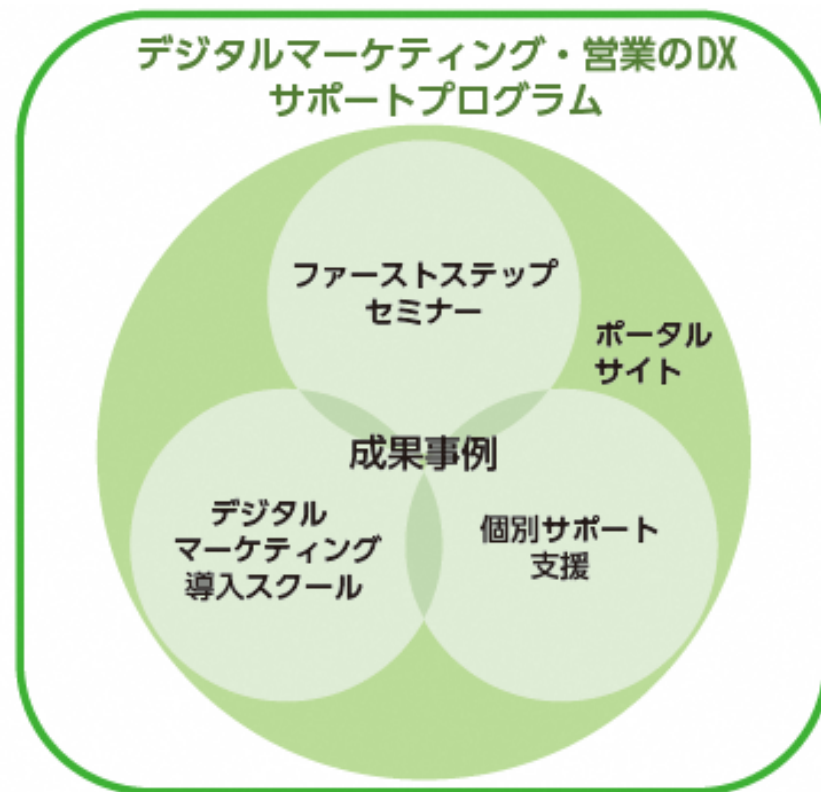 デジタルマーケティング・営業のDX
サポートプログラム
ファーストステップ
セミナー
ポータル
サイト
成果事例
デジタル
マーケティング
導入スクール
個別サポート
支援